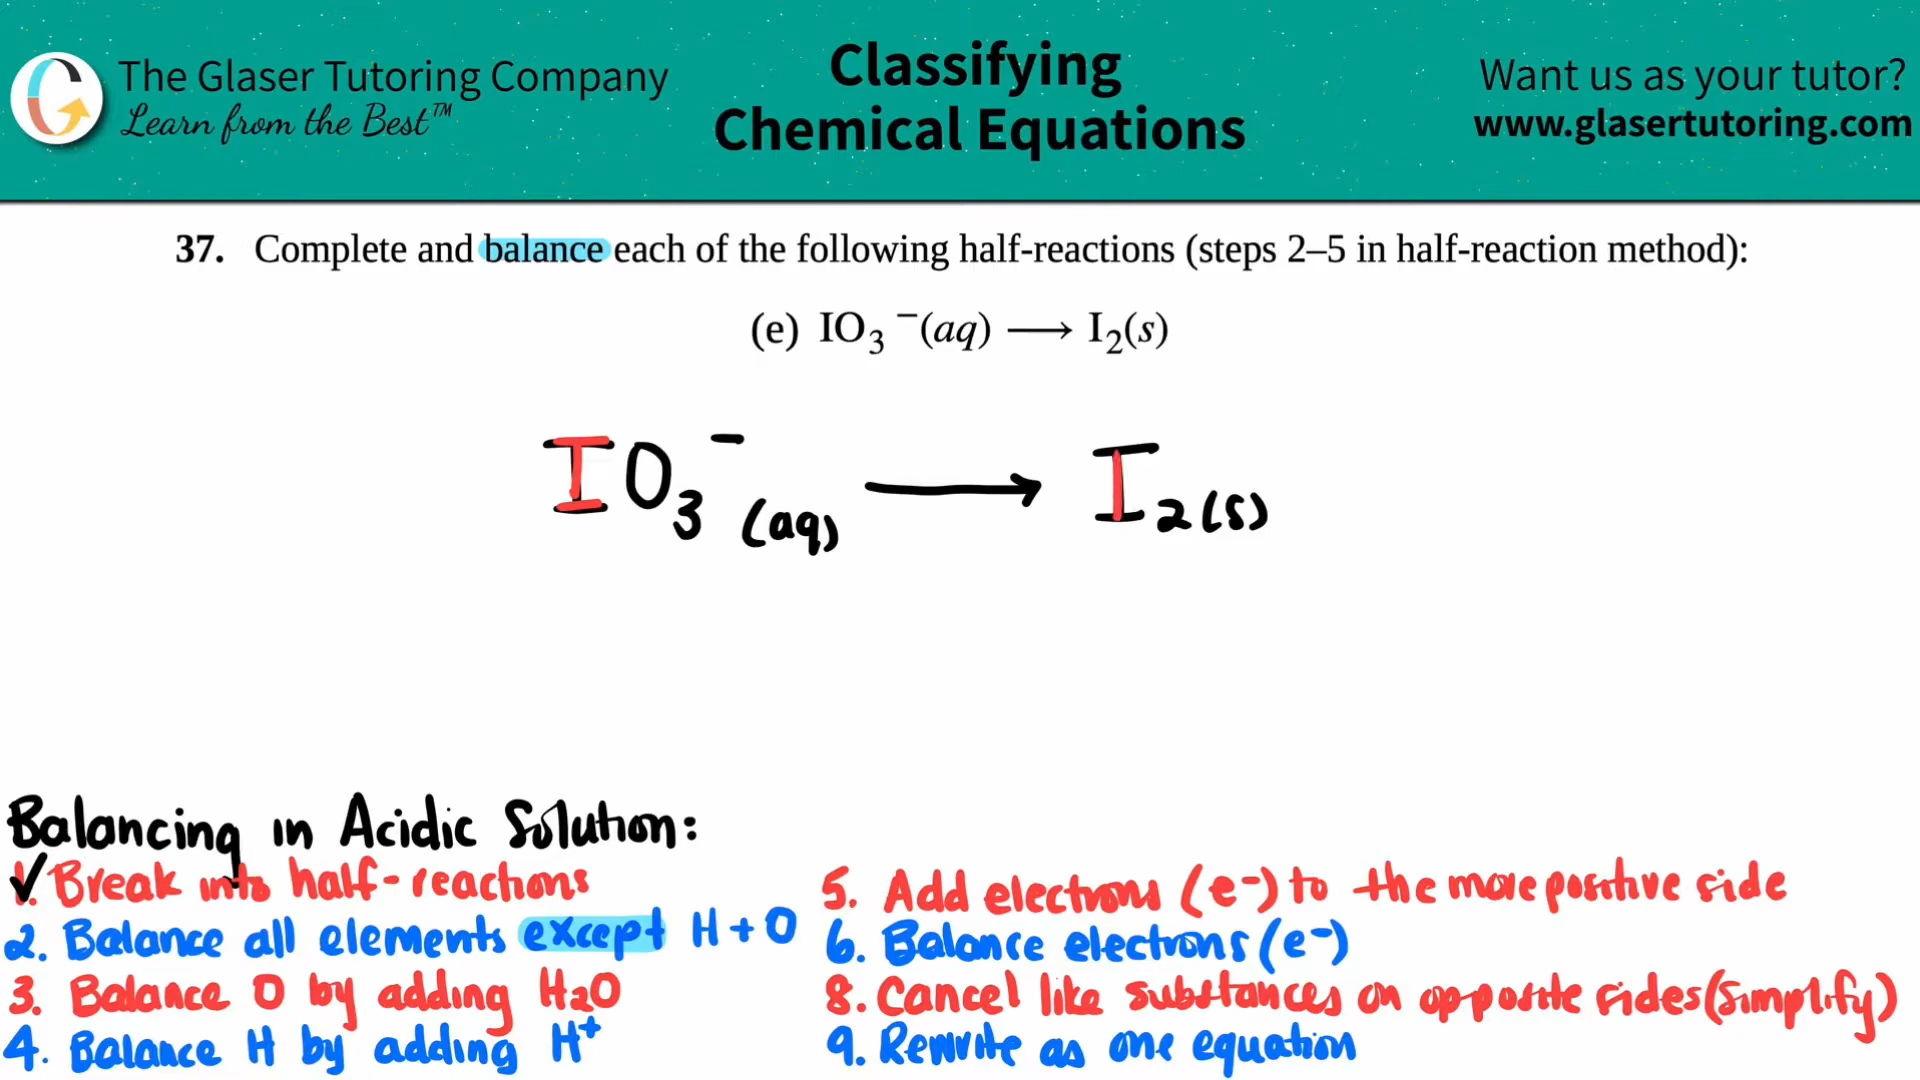 The Glaser Tutoring Company
Learn from the Best™
Classifying
Chemical Equations
Want us as your tutor?
www.glasertutoring.com
37. Complete and balance each of the following half-reactions (steps 2–5 in half-reaction method):
(e) IO₃⁻(aq) ⟶ I₂(s)
IO₃⁻(aq) ⟶ I₂(s)
Balancing in Acidic Solution:
✓1. Break into half-reactions
2. Balance all elements except H + O
3. Balance O by adding H₂O
4. Balance H by adding H⁺
5. Add electrons (e⁻) to the more positive side
6. Balance electrons (e⁻)
8. Cancel like substances on opposite sides (simplify)
9. Rewrite as one equation